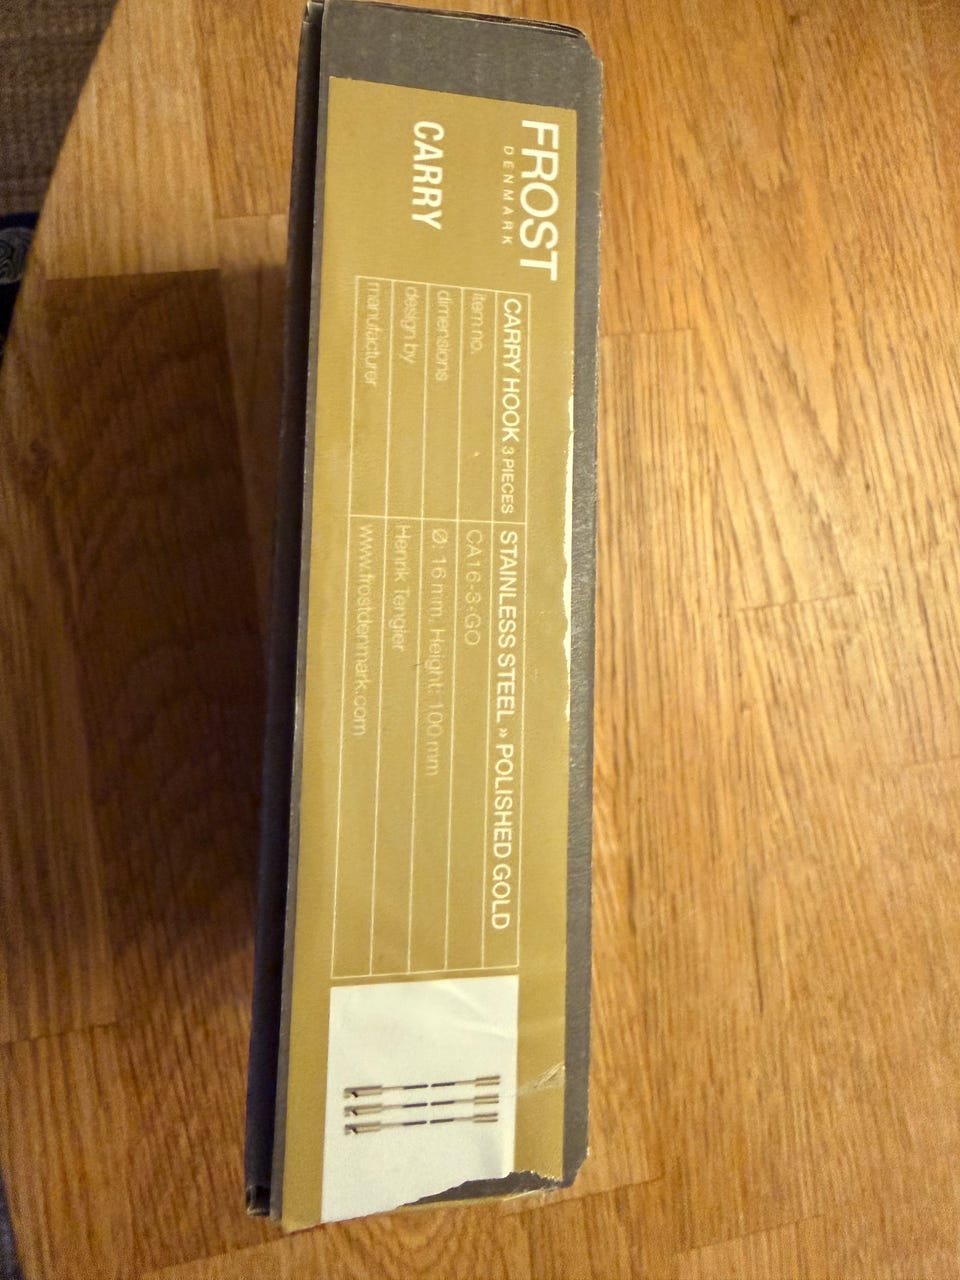 FROST
DENMARK
CARRY
CARRY HOOK 3 PIECES STAINLESS STEEL » POLISHED GOLD
item no. CA16-3-GO
dimensions Ø: 16 mm, Height: 100 mm
design by Henrik Tengler
manufacturer www.frostdenmark.com